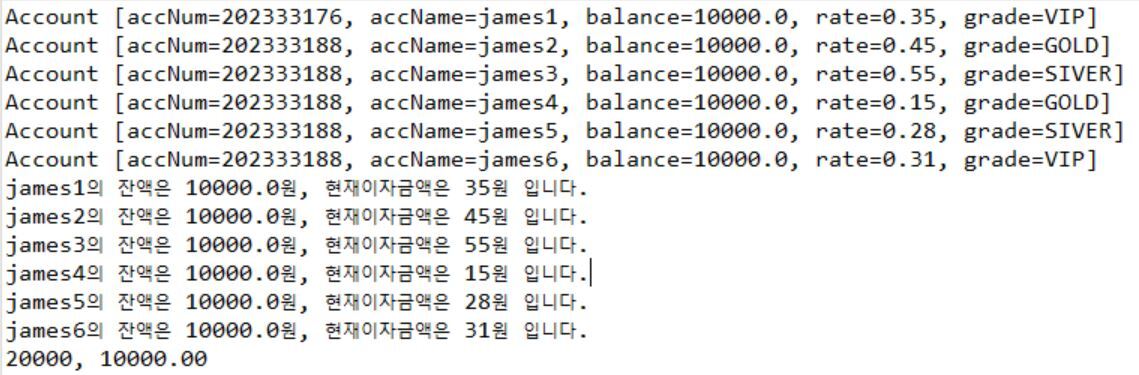 Account [accNum=202333176, accName=james1, balance=10000.0, rate=0.35, grade=VIP]
Account [accNum=202333188, accName=james2, balance=10000.0, rate=0.45, grade=GOLD]
Account [accNum=202333188, accName=james3, balance=10000.0, rate=0.55, grade=SIVER]
Account [accNum=202333188, accName=james4, balance=10000.0, rate=0.15, grade=GOLD]
Account [accNum=202333188, accName=james5, balance=10000.0, rate=0.28, grade=SIVER]
Account [accNum=202333188, accName=james6, balance=10000.0, rate=0.31, grade=VIP]
james1의 잔액은 10000.0원, 현재이자금액은 35원 입니다.
james2의 잔액은 10000.0원, 현재이자금액은 45원 입니다.
james3의 잔액은 10000.0원, 현재이자금액은 55원 입니다.
james4의 잔액은 10000.0원, 현재이자금액은 15원 입니다.
james5의 잔액은 10000.0원, 현재이자금액은 28원 입니다.
james6의 잔액은 10000.0원, 현재이자금액은 31원 입니다.
20000, 10000.00